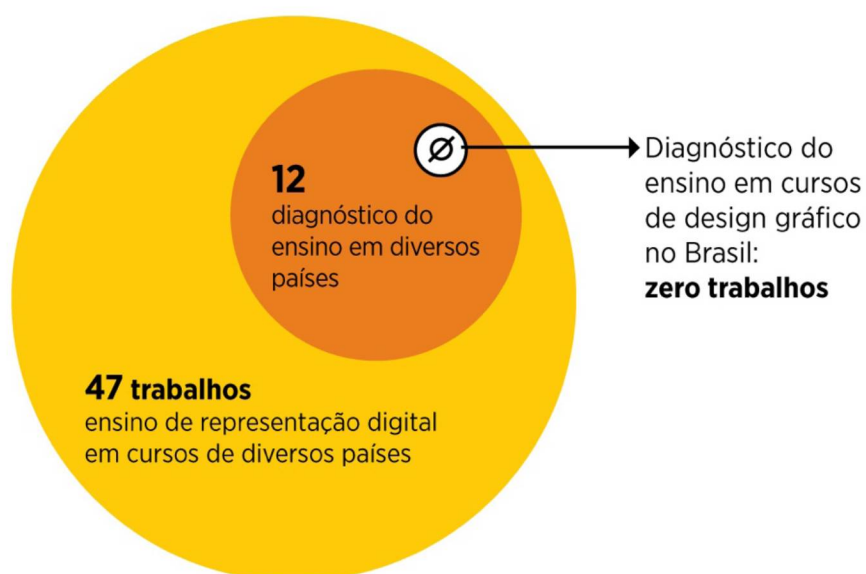 12
diagnóstico do
ensino em diversos
países
Ø
Diagnóstico do
ensino em cursos
de design gráfico
no Brasil:
zero trabalhos
47 trabalhos
ensino de representação digital
em cursos de diversos países